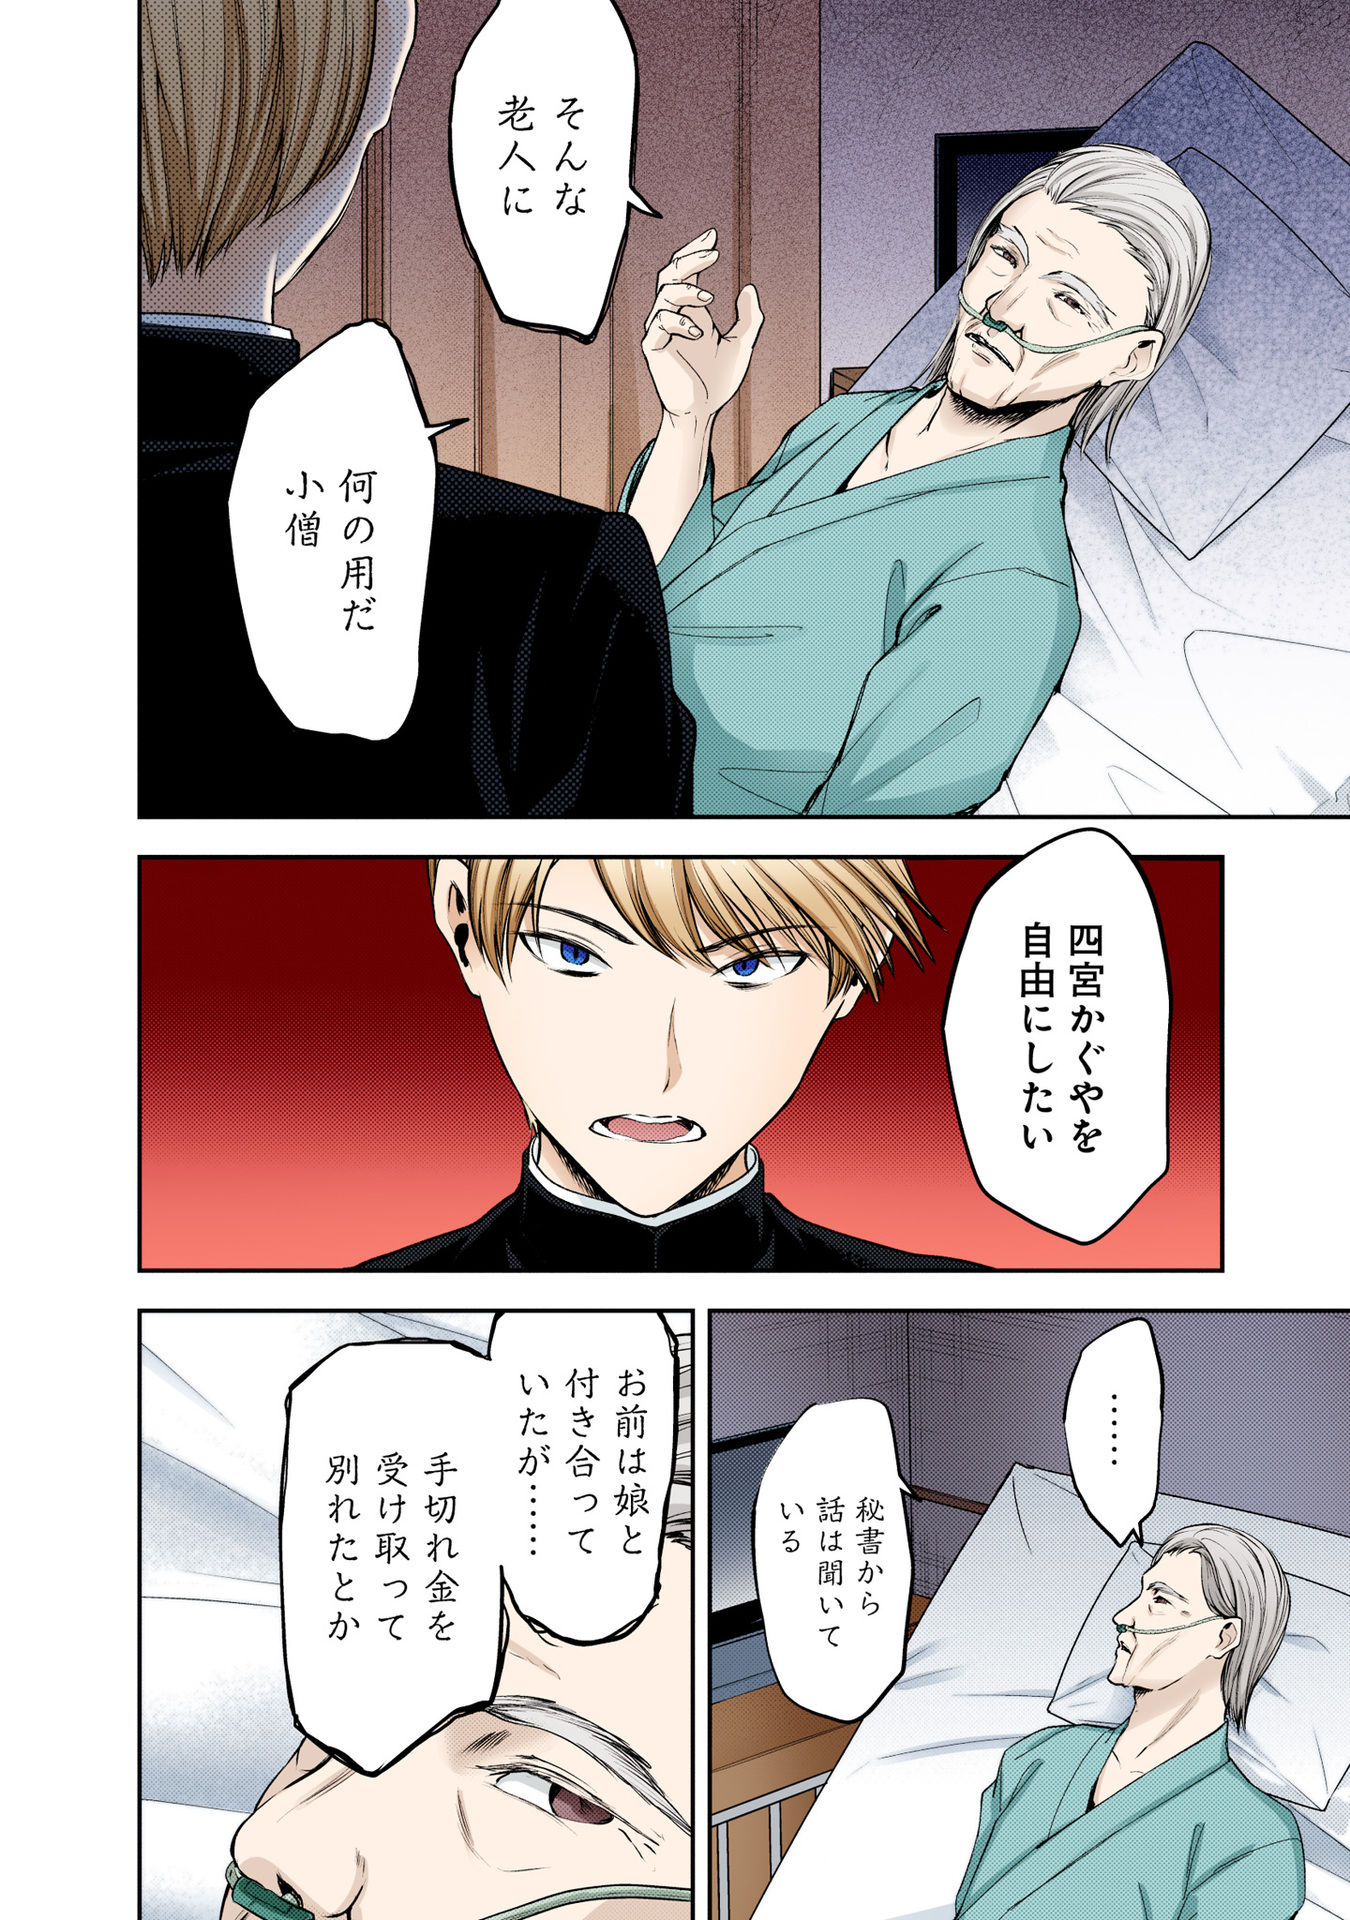 そんな
老人に
何の用だ
小僧
四宮かぐやを
自由にしたい
……
秘書から
話は聞いて
いる
お前は娘と
付き合って
いたが……
手切れ金を
受け取って
別れたとか